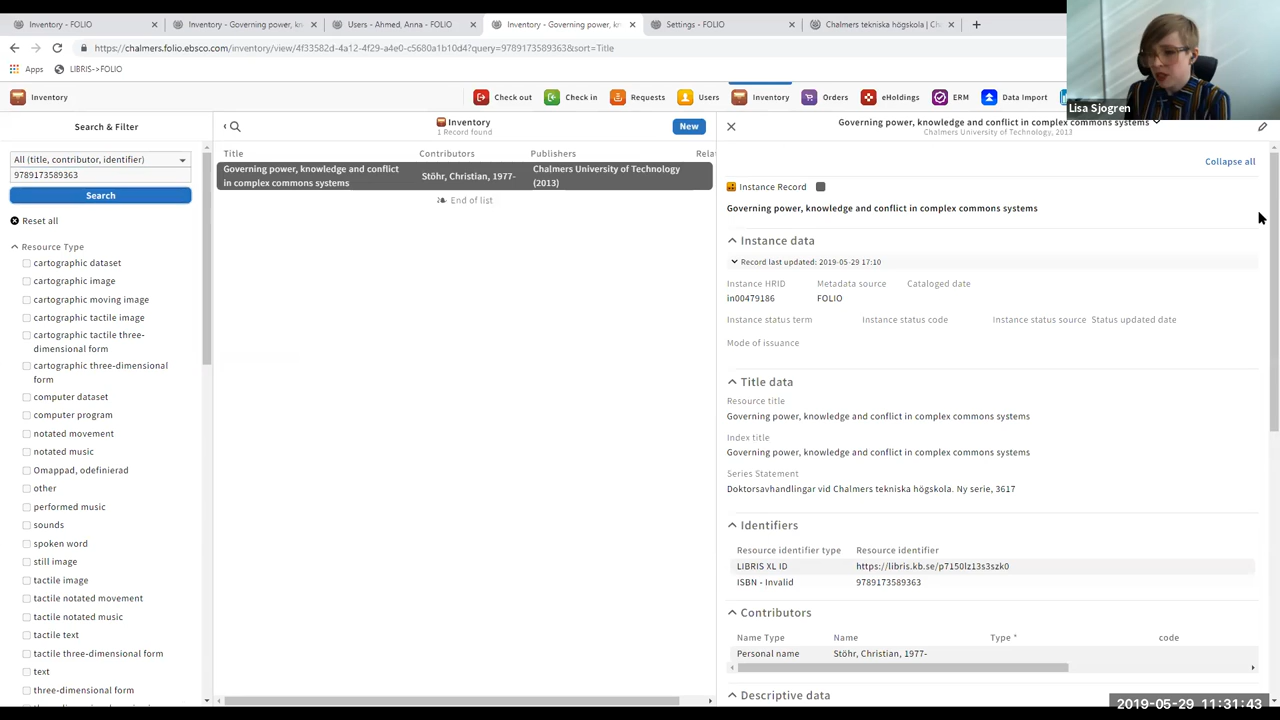 Inventory - FOLIO
Inventory - Governing power, kn
Users - Ahmed, Anna - FOLIO
Inventory - Governing power, kn
Settings - FOLIO
Chalmers tekniska högskola | Ch
https://chalmers.folio.ebsco.com/inventory/view/4f33582d-4a12-4f29-a4e0-c5680a1b10d4?query=9789173589363&sort=Title
Apps
LIBRIS->FOLIO
Inventory
Check out
Check in
Requests
Users
Inventory
Orders
eHoldings
ERM
Data Import
Lisa Sjogren
Search & Filter
All (title, contributor, identifier)
9789173589363
Search
Reset all
Resource Type
cartographic dataset
cartographic image
cartographic moving image
cartographic tactile image
cartographic tactile three-
dimensional form
cartographic three-dimensional
form
computer dataset
computer program
notated movement
notated music
Omappad, odefinierad
other
performed music
sounds
spoken word
still image
tactile image
tactile notated movement
tactile notated music
tactile text
tactile three-dimensional form
text
three-dimensional form
Inventory
1 Record found
New
Title Contributors Publishers Rela
Governing power, knowledge and conflict
in complex commons systems
Stöhr, Christian, 1977-
Chalmers University of Technology
(2013)
End of list
Governing power, knowledge and conflict in complex commons systems
Chalmers University of Technology, 2013
Collapse all
Instance Record
Governing power, knowledge and conflict in complex commons systems
Instance data
Record last updated: 2019-05-29 17:10
Instance HRID Metadata source Cataloged date
in00479186 FOLIO
Instance status term Instance status code Instance status source Status updated date
Mode of issuance
Title data
Resource title
Governing power, knowledge and conflict in complex commons systems
Index title
Governing power, knowledge and conflict in complex commons systems
Series Statement
Doktorsavhandlingar vid Chalmers tekniska högskola. Ny serie, 3617
Identifiers
Resource identifier type Resource identifier
LIBRIS XL ID https://libris.kb.se/p7150lz13s3szk0
ISBN - Invalid 9789173589363
Contributors
Name Type Name Type * code
Personal name Stöhr, Christian, 1977-
Descriptive data
2019-05-29 11:31:43